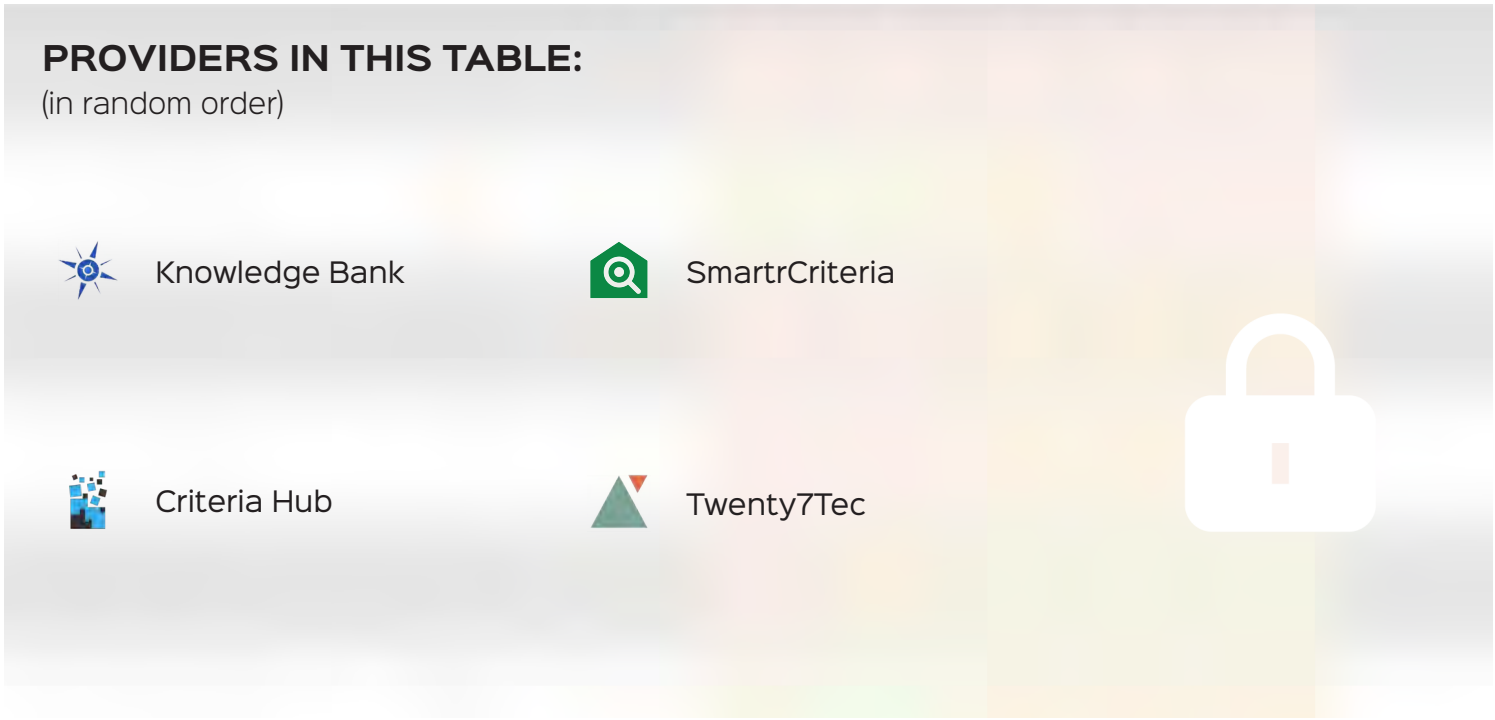 PROVIDERS IN THIS TABLE:
(in random order)
Knowledge Bank
SmartrCriteria
Criteria Hub
Twenty7Tec